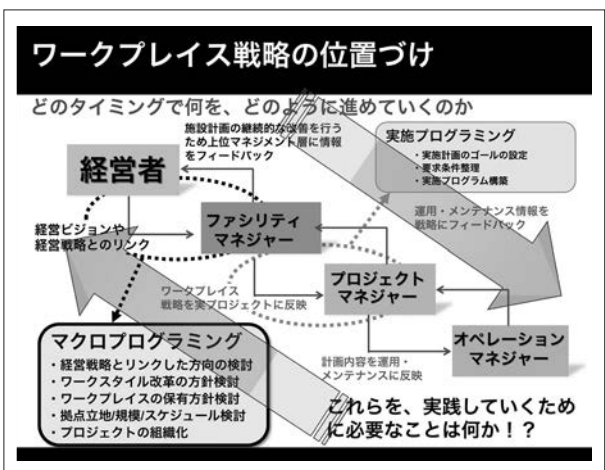 ワークプレイス戦略の位置づけ
どのタイミングで何を、どのように進めていくのか
施設計画の継続的な改善を行う
ため上位マネジメント層に情報
をフィードバック
実施プログラミング
・実施計画のゴールの設定
・要求条件整理
・実施プログラム構築
経営者
ファシリティ
マネジャー
経営ビジョンや
経営戦略とのリンク
運用・メンテナンス情報を
戦略にフィードバック
ワークプレイス
戦略を実プロジェクトに反映
プロジェクト
マネジャー
マクロプログラミング
・経営戦略とリンクした方向の検討
・ワークスタイル改革の方針検討
・ワークプレイスの保有方針検討
・拠点立地/規模/スケジュール検討
・プロジェクトの組織化
計画内容を運用・
メンテナンスに反映
オペレーション
マネジャー
これらを、実践していくため
に必要なことは何か！？